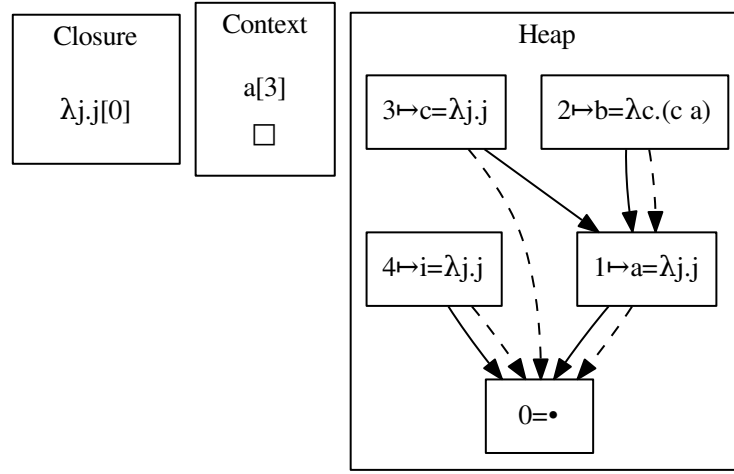 Closure
λj.j[0]
Context
a[3]
□
Heap
3↦c=λj.j
2↦b=λc.(c a)
4↦i=λj.j
1↦a=λj.j
0=•